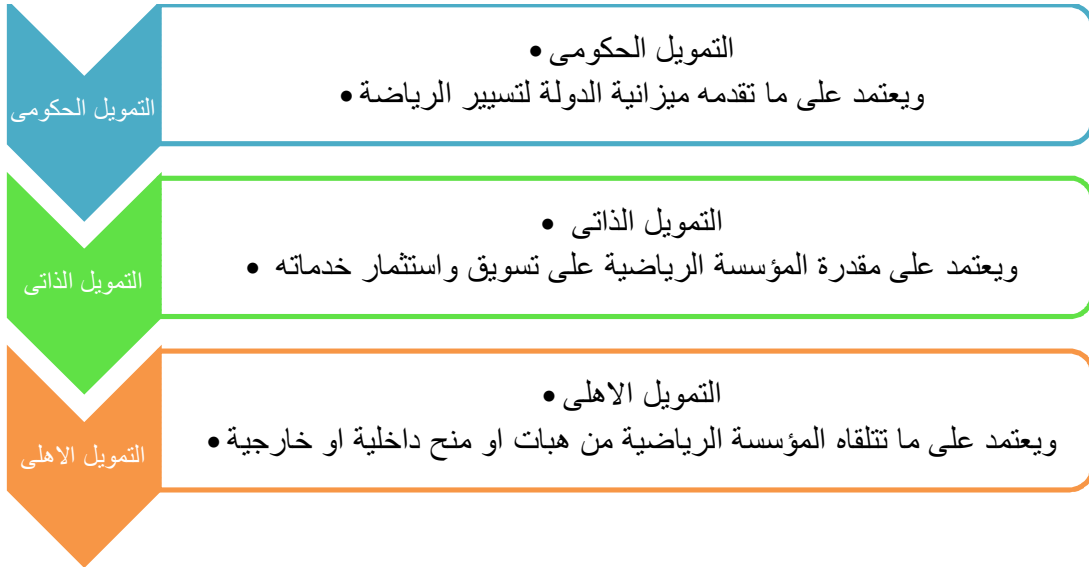 التمويل الحكومى
• التمويل الحكومى
• ويعتمد على ما تقدمه ميزانية الدولة لتسيير الرياضة
التمويل الذاتى
• التمويل الذاتى
• ويعتمد على مقدرة المؤسسة الرياضية على تسويق واستثمار خدماته
التمويل الاهلى
• التمويل الاهلى
• ويعتمد على ما تتلقاه المؤسسة الرياضية من هبات او منح داخلية او خارجية